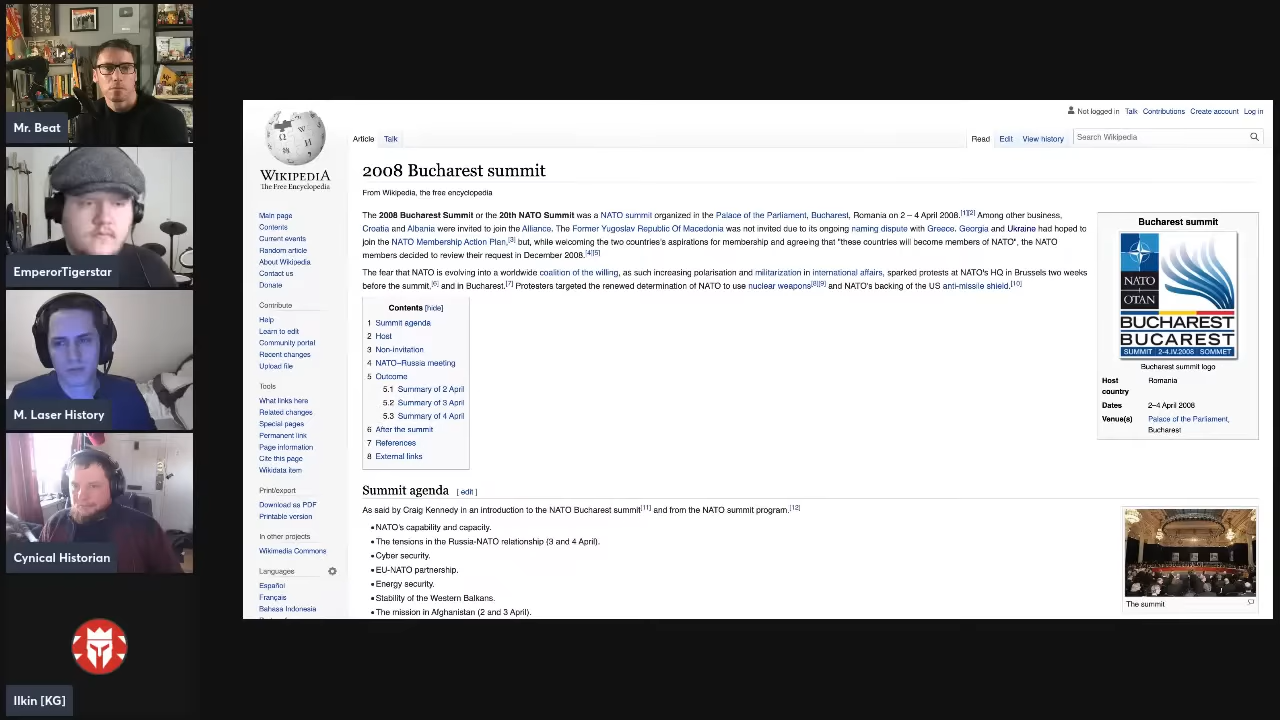 Mr. Beat
EmperorTigerstar
M. Laser History
Cynical Historian
Ilkin [KG]
WIKIPEDIA
The Free Encyclopedia
Main page
Contents
Current events
Random article
About Wikipedia
Contact us
Donate
Contribute
Help
Learn to edit
Community portal
Recent changes
Upload file
Tools
What links here
Related changes
Special pages
Permanent link
Page information
Cite this page
Wikidata item
Print/export
Download as PDF
Printable version
In other projects
Wikimedia Commons
Languages
Español
Français
Bahasa Indonesia
Not logged in Talk Contributions Create account Log in
Article Talk Read Edit View history Search Wikipedia
2008 Bucharest summit
From Wikipedia, the free encyclopedia
The 2008 Bucharest Summit or the 20th NATO Summit was a NATO summit organized in the Palace of the Parliament, Bucharest, Romania on 2 – 4 April 2008.[1][2] Among other business,
Croatia and Albania were invited to join the Alliance. The Former Yugoslav Republic Of Macedonia was not invited due to its ongoing naming dispute with Greece. Georgia and Ukraine had hoped to
join the NATO Membership Action Plan,[3] but, while welcoming the two countries's aspirations for membership and agreeing that "these countries will become members of NATO", the NATO
members decided to review their request in December 2008.[4][5]
The fear that NATO is evolving into a worldwide coalition of the willing, as such increasing polarisation and militarization in international affairs, sparked protests at NATO's HQ in Brussels two weeks
before the summit.[6] and in Bucharest.[7] Protesters targeted the renewed determination of NATO to use nuclear weapons[8][9] and NATO's backing of the US anti-missile shield.[10]
Contents [hide]
1 Summit agenda
2 Host
3 Non-invitation
4 NATO–Russia meeting
5 Outcome
5.1 Summary of 2 April
5.2 Summary of 3 April
5.3 Summary of 4 April
6 After the summit
7 References
8 External links
Summit agenda [ edit ]
As said by Craig Kennedy in an introduction to the NATO Bucharest summit[11] and from the NATO summit program.[12]
• NATO's capability and capacity.
• The tensions in the Russia-NATO relationship (3 and 4 April).
• Cyber security.
• EU-NATO partnership.
• Energy security.
• Stability of the Western Balkans.
• The mission in Afghanistan (2 and 3 April).
Bucharest summit
NATO
OTAN
BUCHAREST
BUCAREST
SUMMIT 2-4.IV.2008 SOMMET
Bucharest summit logo
Host country Romania
Dates 2–4 April 2008
Venue(s) Palace of the Parliament,
Bucharest
The summit